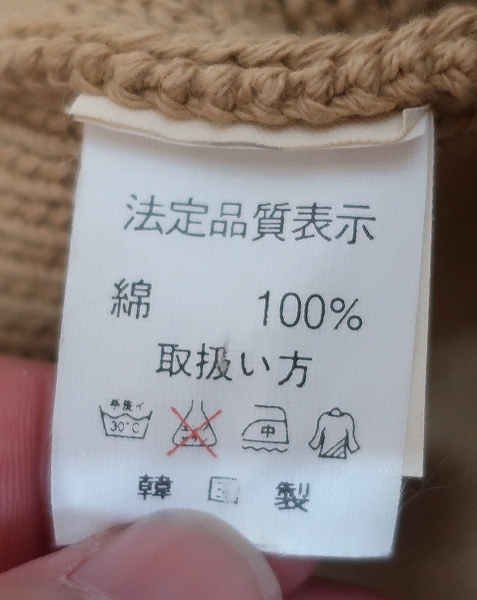 法定品質表示
綿 100%
取扱い方
手洗イ
30°C
中
韓国製